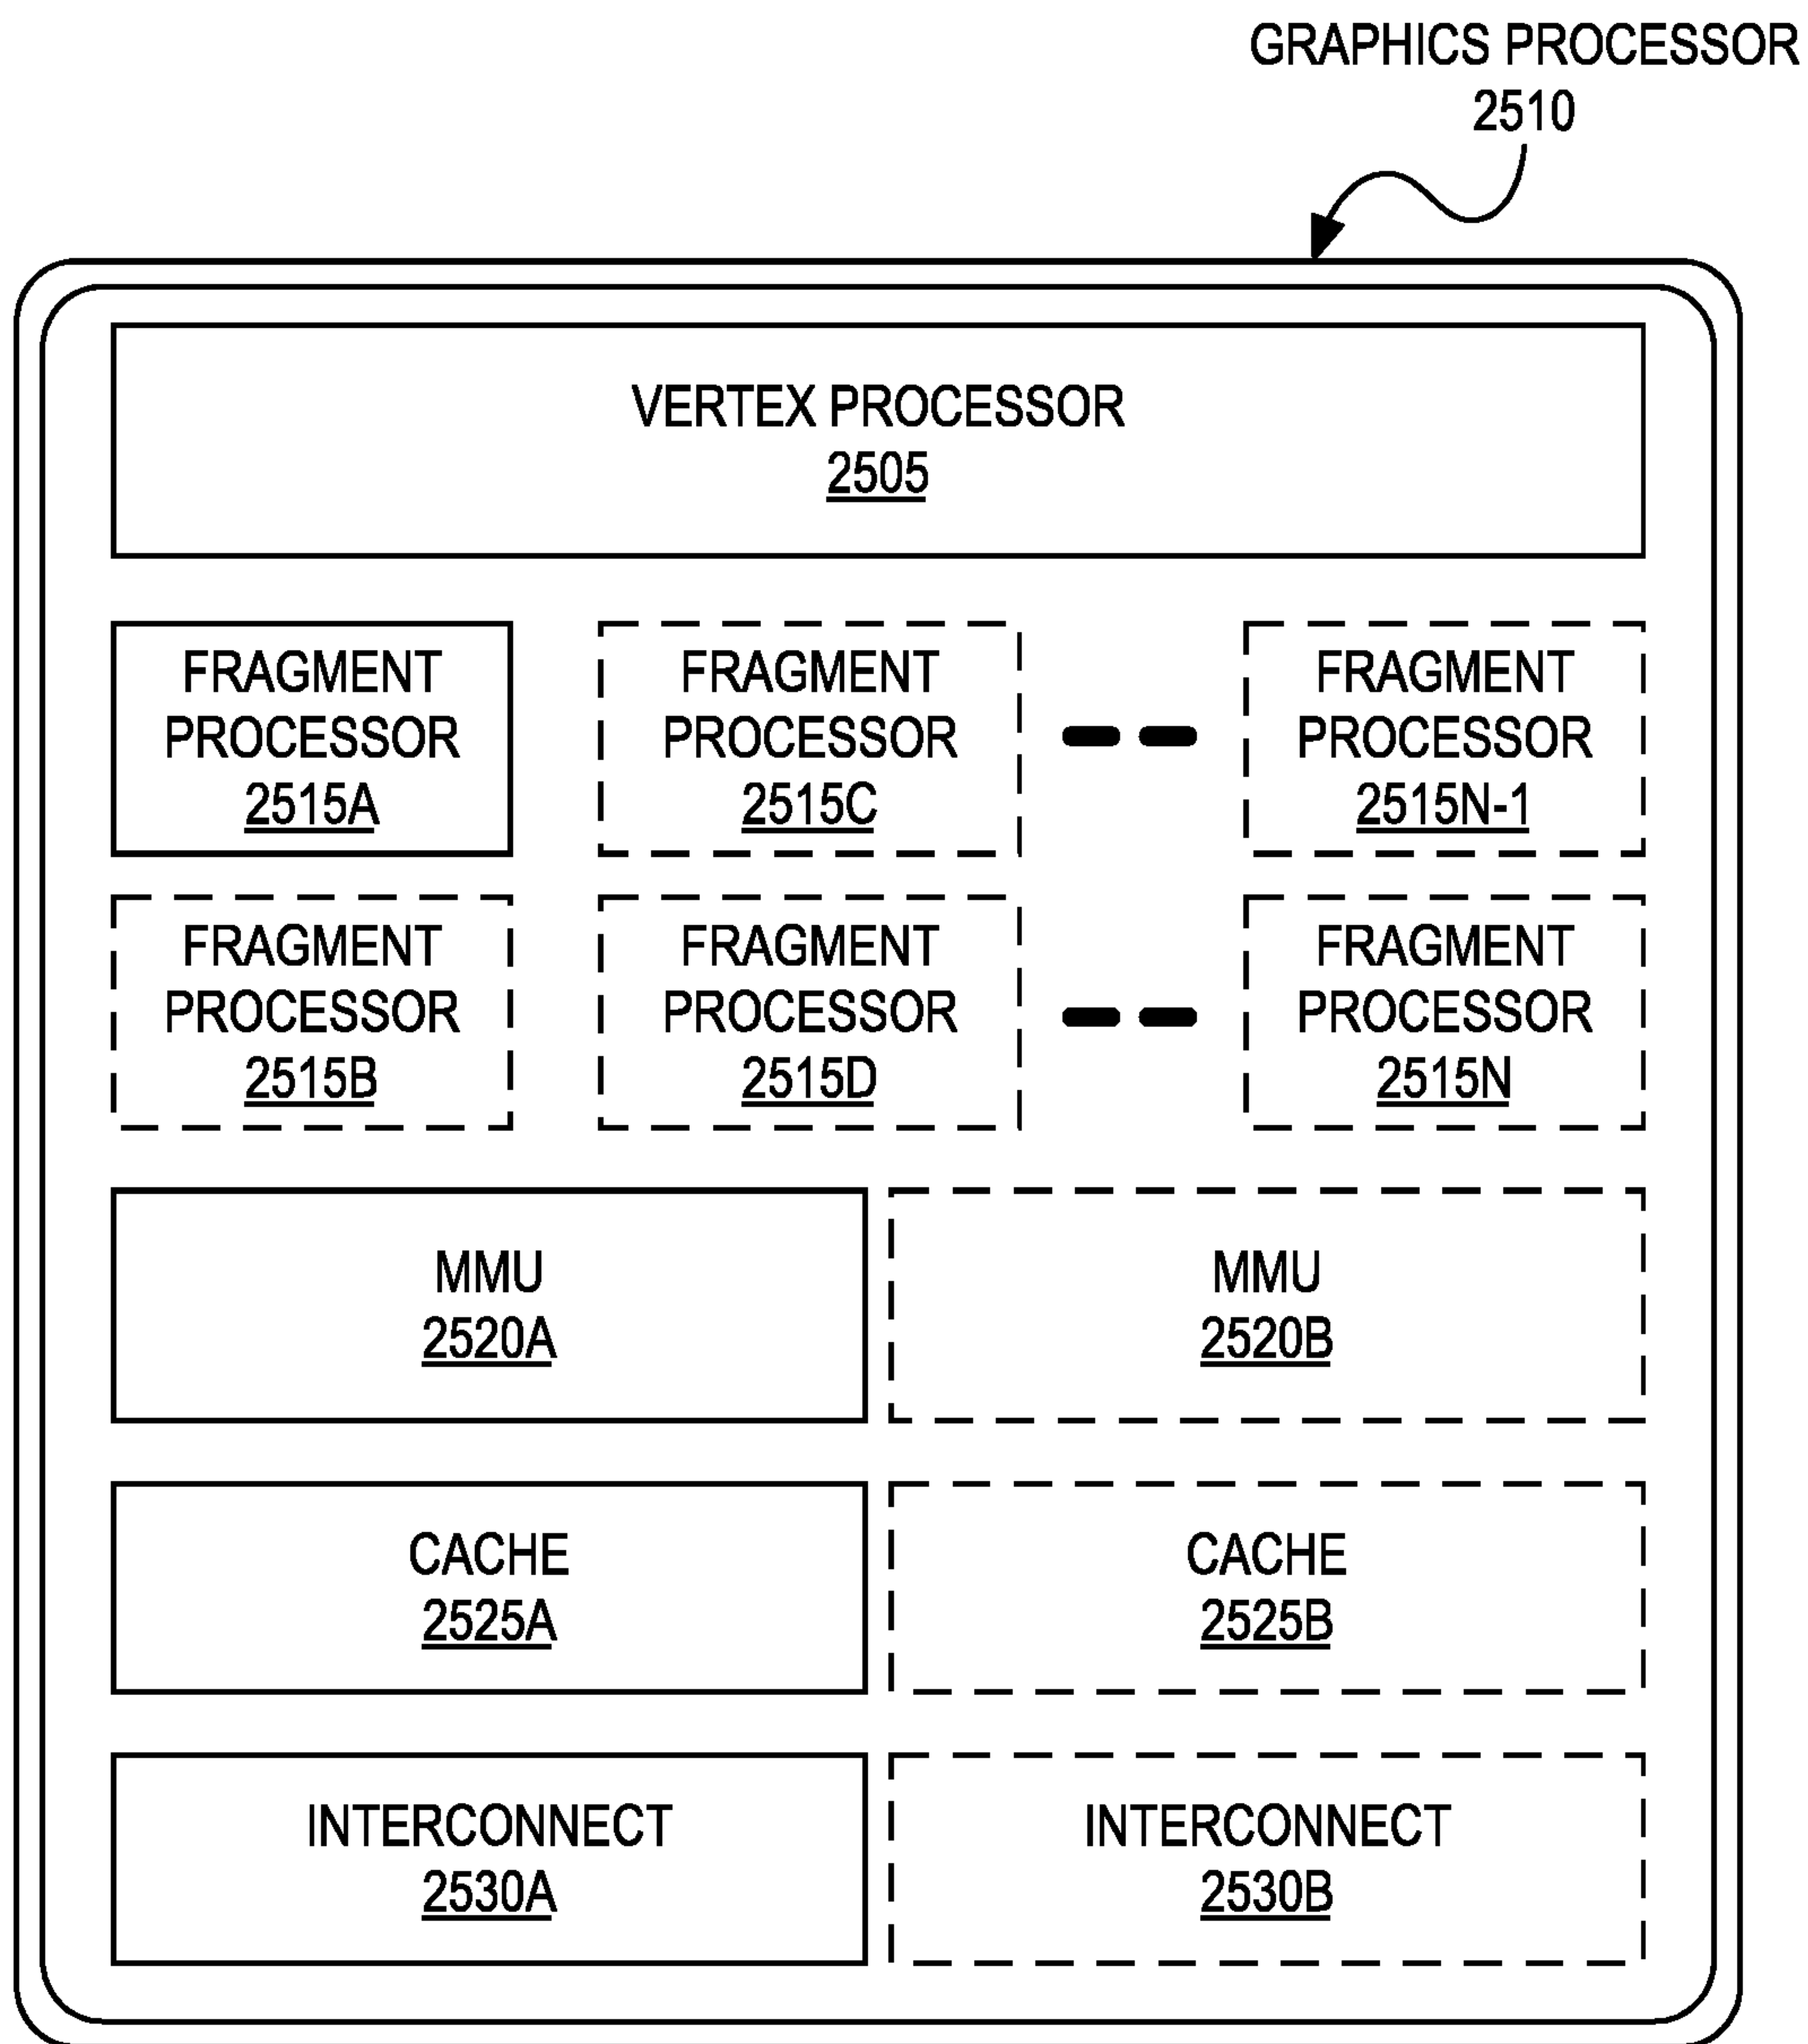 GRAPHICS PROCESSOR
2510
VERTEX PROCESSOR
2505
FRAGMENT
PROCESSOR
2515A
FRAGMENT
PROCESSOR
2515C
FRAGMENT
PROCESSOR
2515N-1
FRAGMENT
PROCESSOR
2515B
FRAGMENT
PROCESSOR
2515D
FRAGMENT
PROCESSOR
2515N
MMU
2520A
MMU
2520B
CACHE
2525A
CACHE
2525B
INTERCONNECT
2530A
INTERCONNECT
2530B